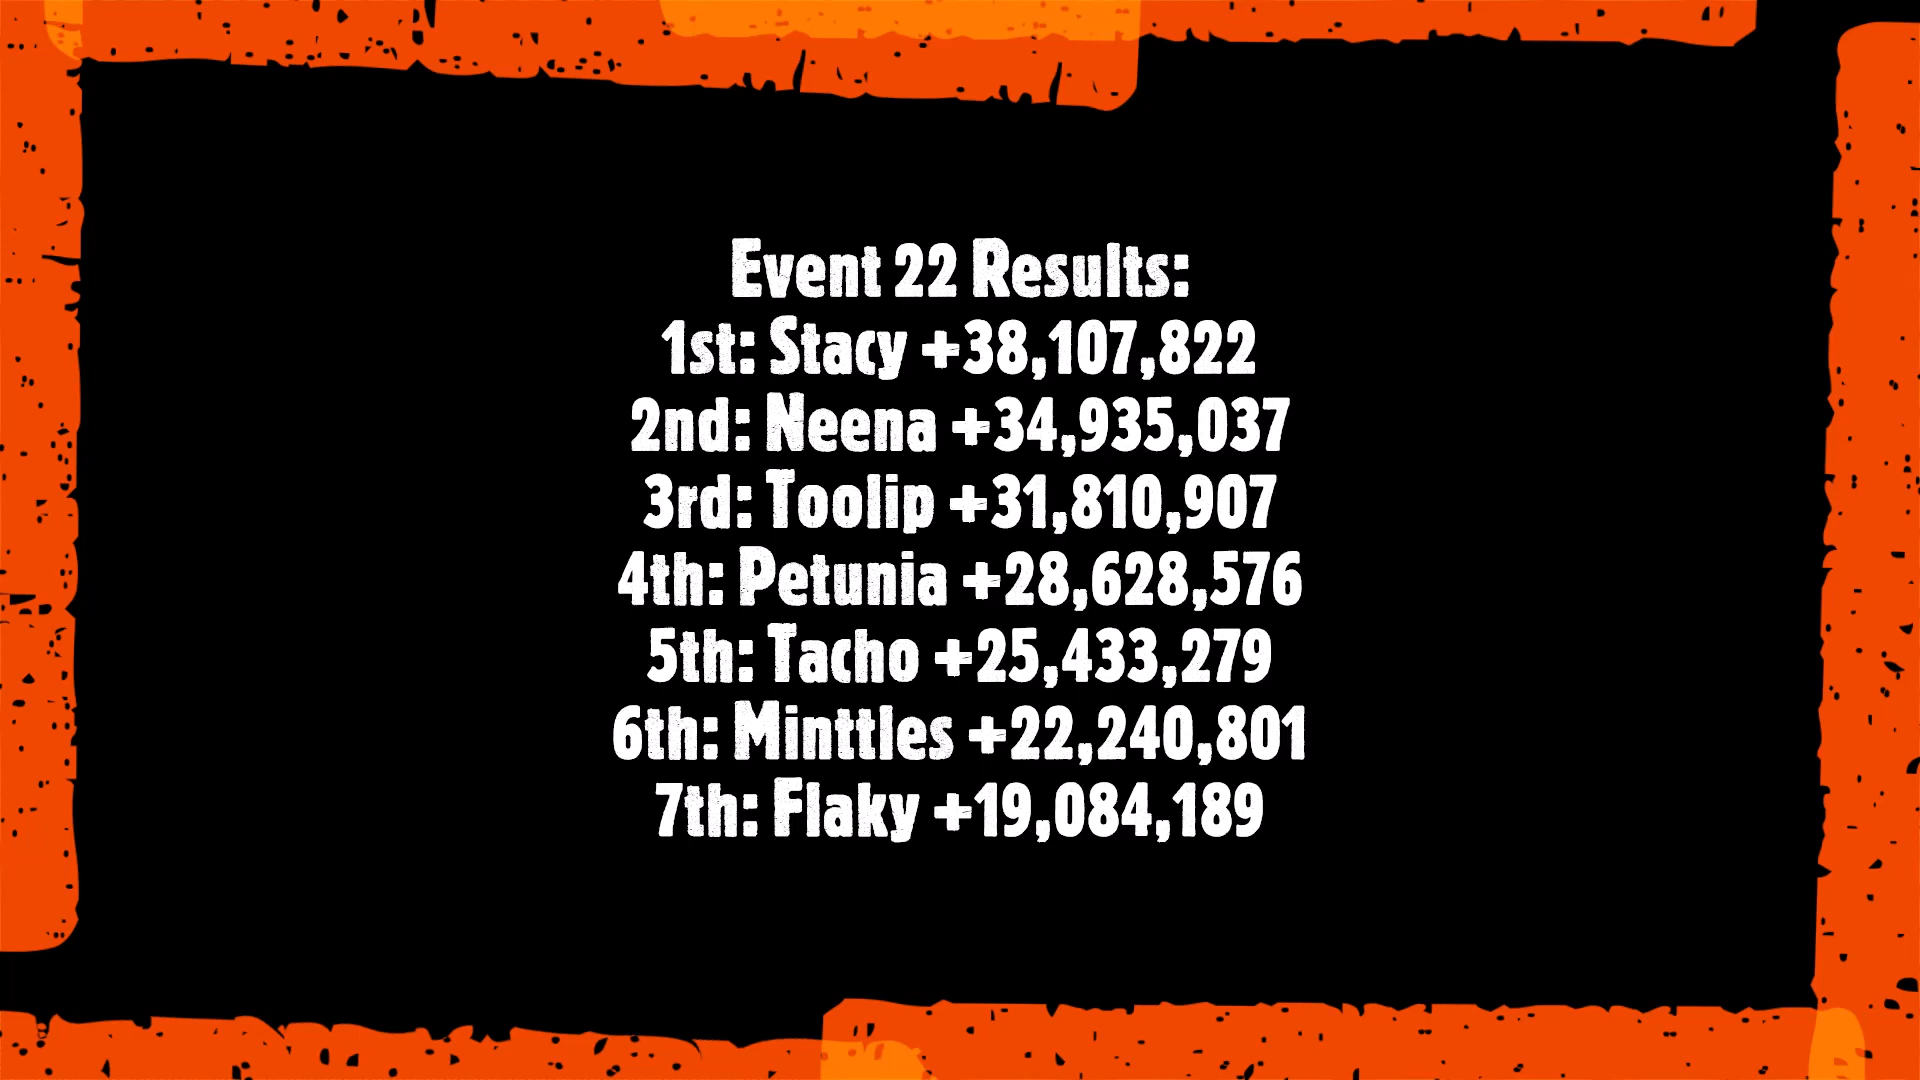 Event 22 Results:
1st: Stacy +38,107,822
2nd: Neena +34,935,037
3rd: Toolip +31,810,907
4th: Petunia +28,628,576
5th: Tacho +25,433,279
6th: Minttles +22,240,801
7th: Flaky +19,084,189